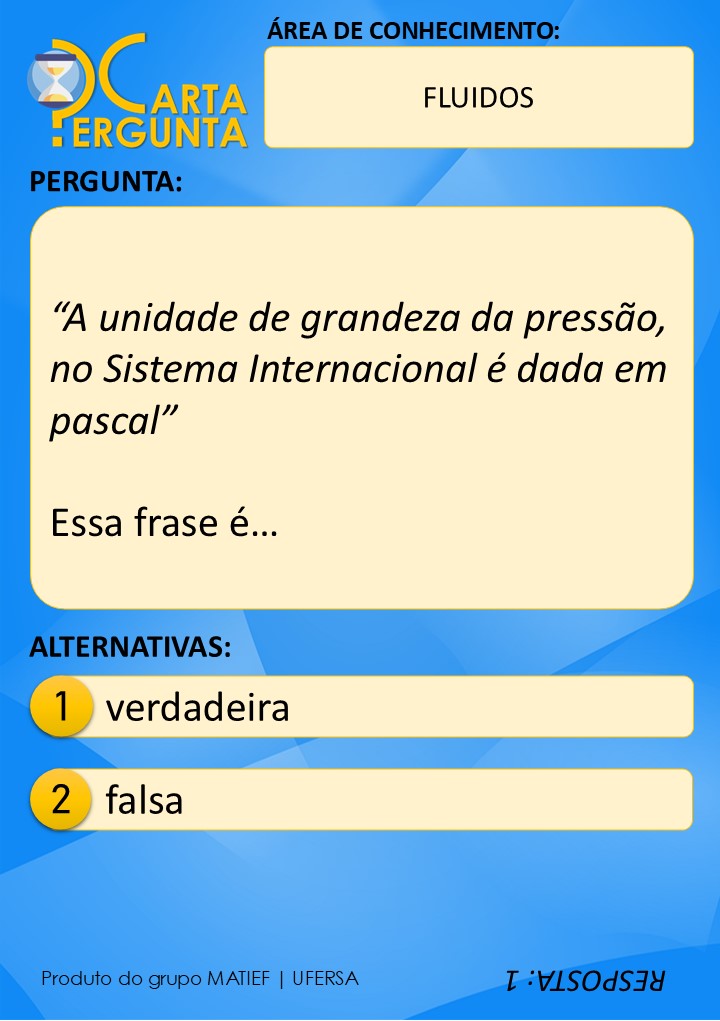 CARTA
PERGUNTA
ÁREA DE CONHECIMENTO:
FLUIDOS
PERGUNTA:
“A unidade de grandeza da pressão,
no Sistema Internacional é dada em
pascal”
Essa frase é...
ALTERNATIVAS:
1 verdadeira
2 falsa
Produto do grupo MATIEF | UFERSA
RESPOSTA: 1